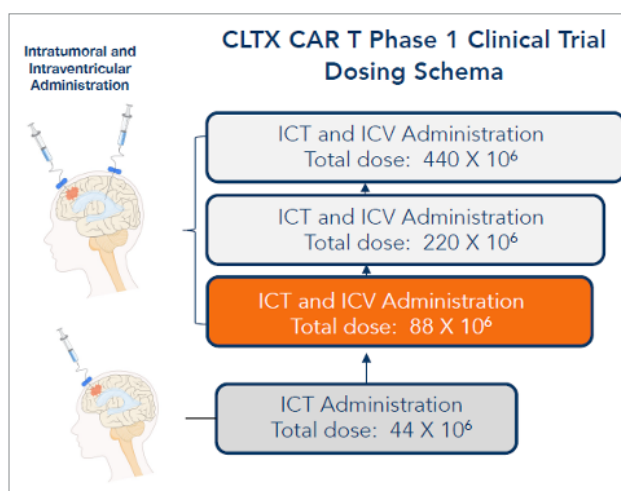 Intratumoral and
Intraventricular
Administration
CLTX CAR T Phase 1 Clinical Trial
Dosing Schema
ICT and ICV Administration
Total dose: 440 X 10⁶
ICT and ICV Administration
Total dose: 220 X 10⁶
ICT and ICV Administration
Total dose: 88 X 10⁶
ICT Administration
Total dose: 44 X 10⁶